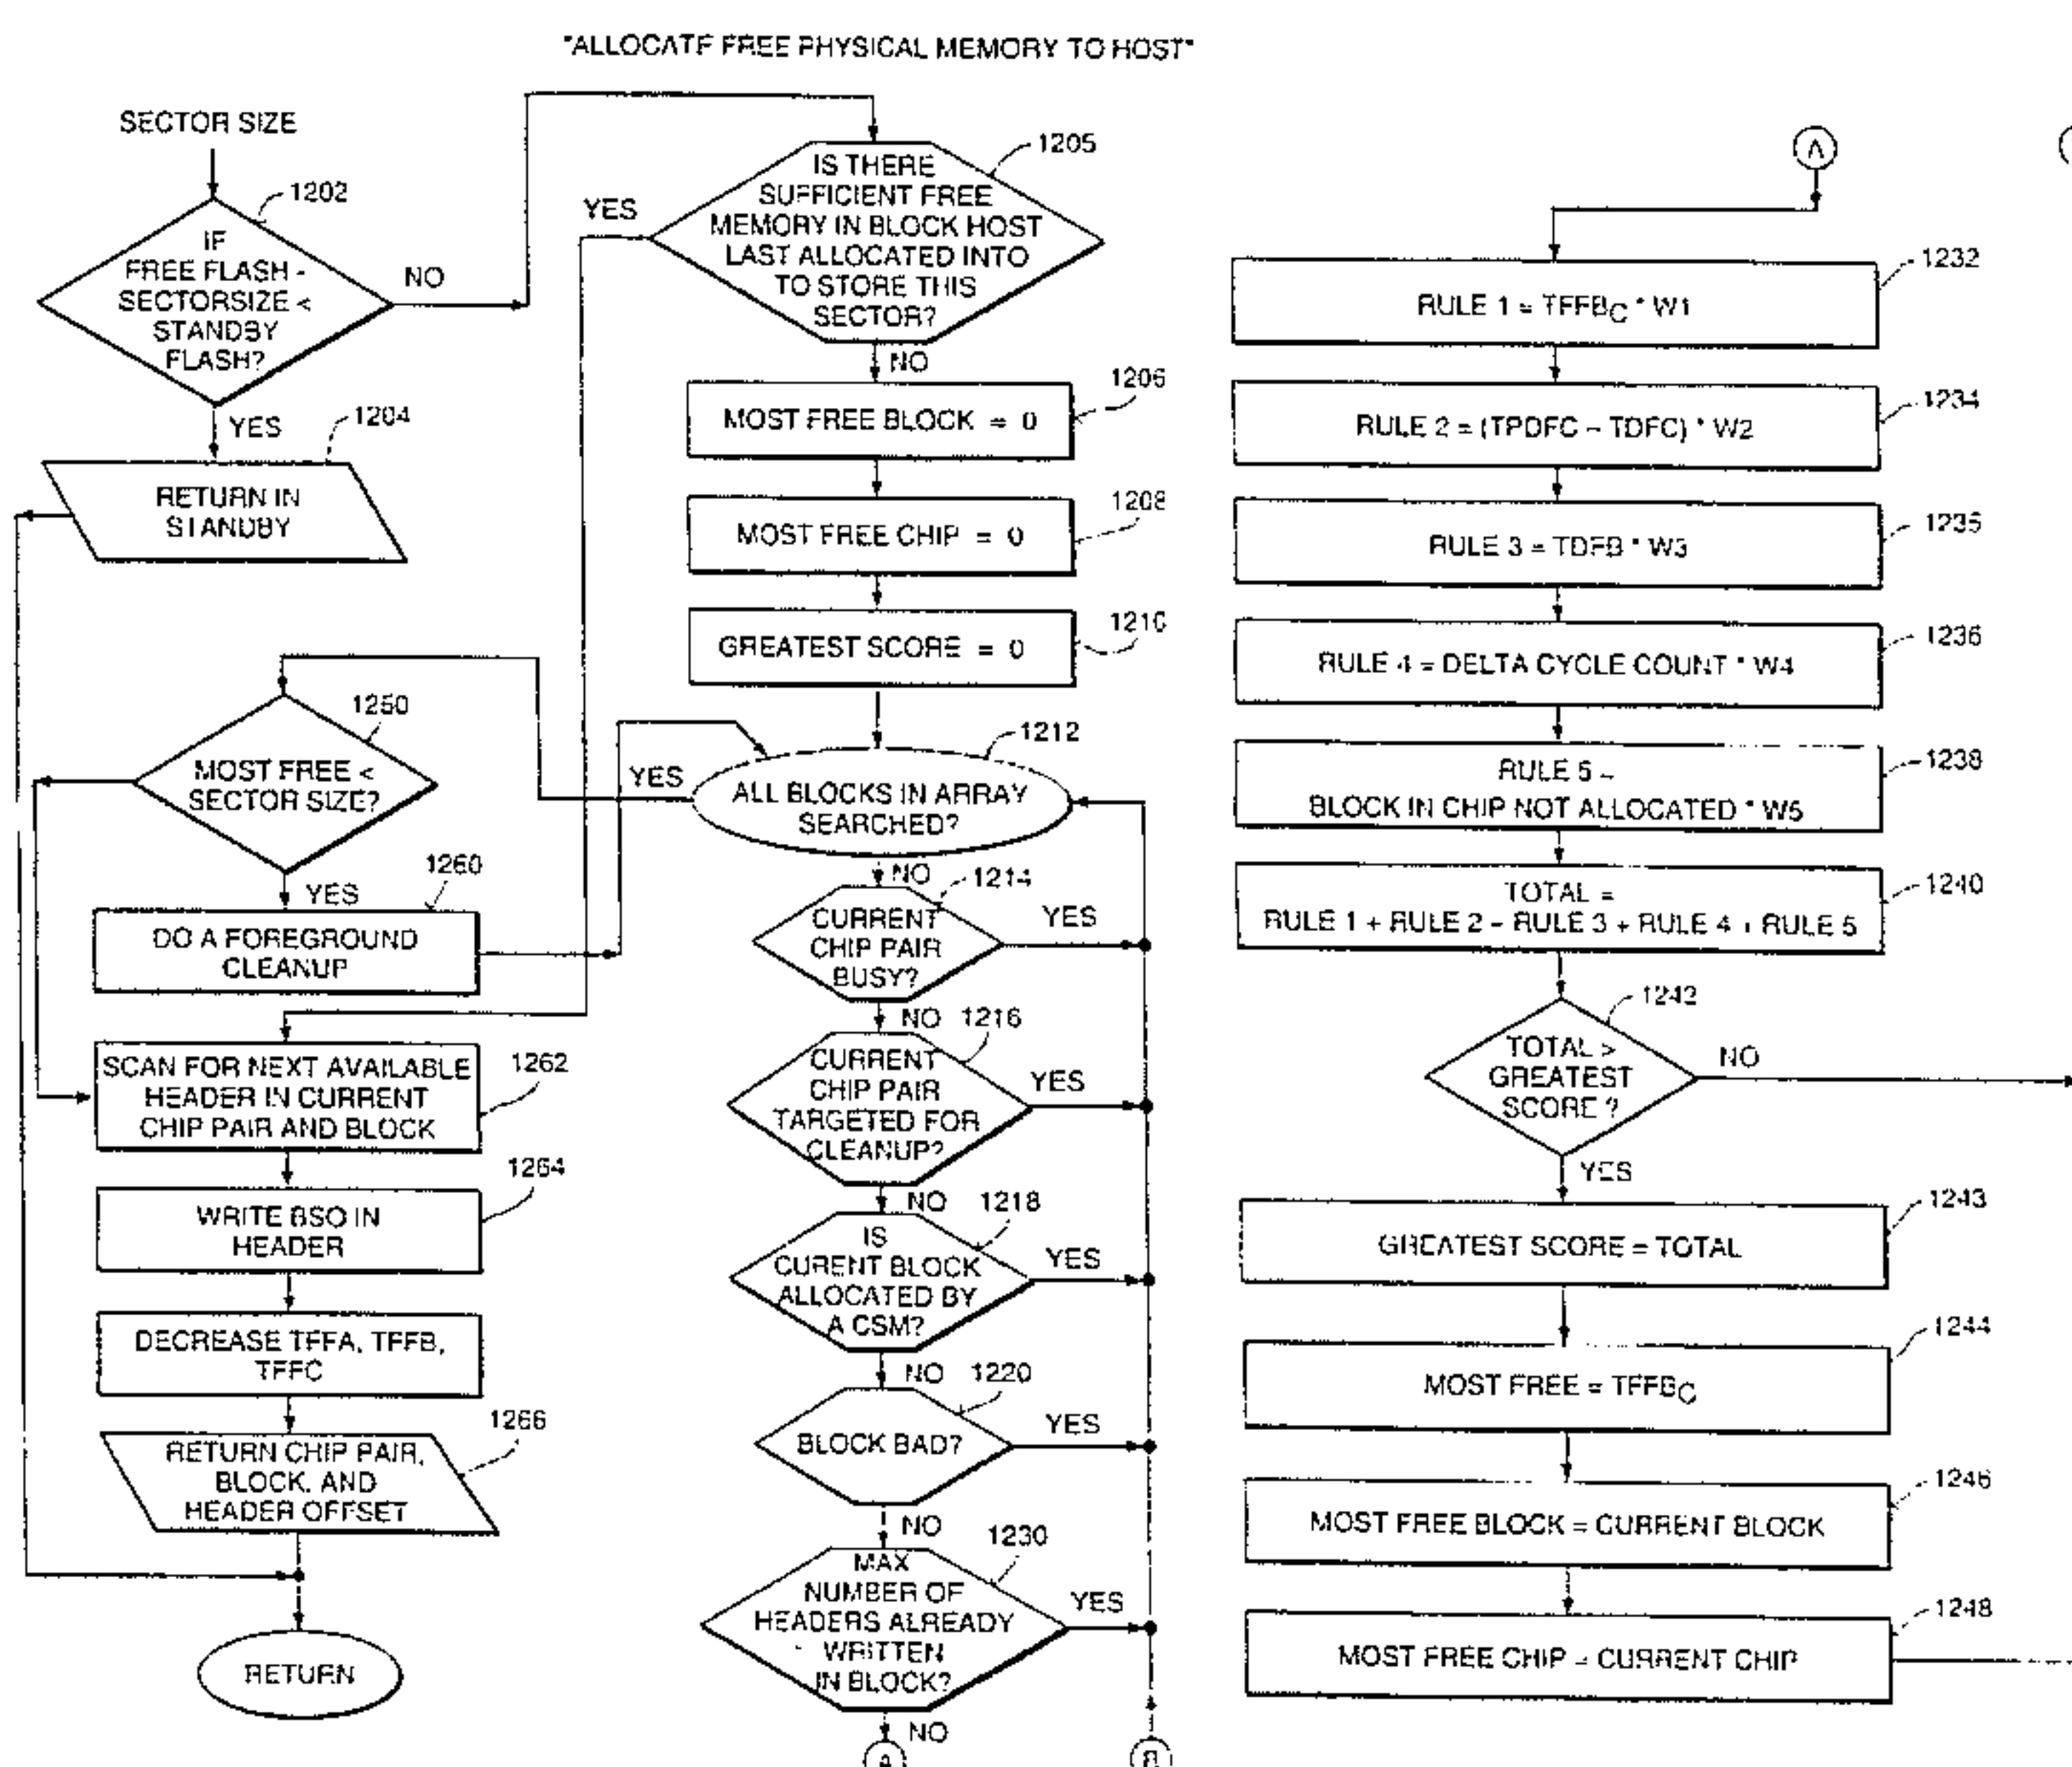 "ALLOCATE FREE PHYSICAL MEMORY TO HOST"
SECTOR SIZE
1202
IF
FREE FLASH -
SECTORSIZE <
STANDBY
FLASH?
NO
YES
1204
RETURN IN
STANDBY
1205
IS THERE
SUFFICIENT FREE
MEMORY IN BLOCK HOST
LAST ALLOCATED INTO
TO STORE THIS
SECTOR?
YES
NO
1206
MOST FREE BLOCK = 0
1208
MOST FREE CHIP = 0
1210
GREATEST SCORE = 0
1212
ALL BLOCKS IN ARRAY
SEARCHED?
YES
NO
1250
MOST FREE <
SECTOR SIZE?
YES
1260
DO A FOREGROUND
CLEANUP
1262
SCAN FOR NEXT AVAILABLE
HEADER IN CURRENT
CHIP PAIR AND BLOCK
1264
WRITE BSO IN
HEADER
DECREASE TFFA, TFFB,
TFFC
1266
RETURN CHIP PAIR,
BLOCK, AND
HEADER OFFSET
RETURN
1214
CURRENT
CHIP PAIR
BUSY?
YES
NO
1216
CURRENT
CHIP PAIR
TARGETED FOR
CLEANUP?
YES
NO
1218
IS
CURENT BLOCK
ALLOCATED BY
A CSM?
YES
NO
1220
BLOCK BAD?
YES
NO
1230
MAX
NUMBER OF
HEADERS ALREADY
WRITTEN
IN BLOCK?
YES
NO
A
B
A
1232
RULE 1 = TFFBC * W1
1234
RULE 2 = (TPDFC - TDFC) * W2
1235
RULE 3 = TDFB * W3
1236
RULE 4 = DELTA CYCLE COUNT * W4
1238
RULE 5 =
BLOCK IN CHIP NOT ALLOCATED * W5
1240
TOTAL =
RULE 1 + RULE 2 - RULE 3 + RULE 4 + RULE 5
1242
TOTAL >
GREATEST
SCORE ?
NO
YES
1243
GREATEST SCORE = TOTAL
1244
MOST FREE = TFFBC
1246
MOST FREE BLOCK = CURRENT BLOCK
1248
MOST FREE CHIP = CURRENT CHIP